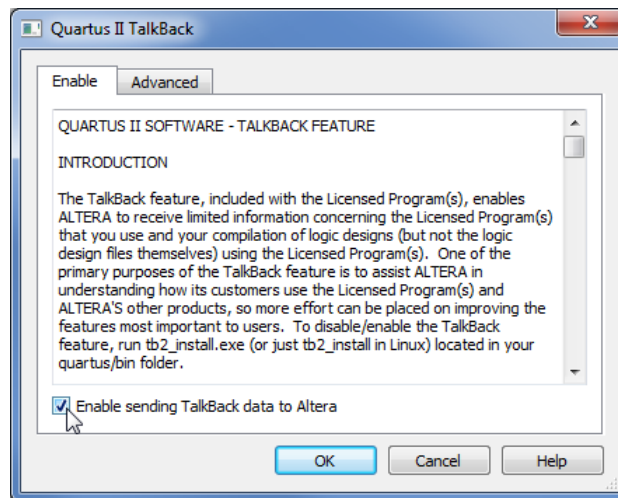 Quartus II TalkBack
Enable
Advanced
QUARTUS II SOFTWARE - TALKBACK FEATURE
INTRODUCTION
The TalkBack feature, included with the Licensed Program(s), enables
ALTERA to receive limited information concerning the Licensed Program(s)
that you use and your compilation of logic designs (but not the logic
design files themselves) using the Licensed Program(s).  One of the
primary purposes of the TalkBack feature is to assist ALTERA in
understanding how its customers use the Licensed Program(s) and
ALTERA'S other products, so more effort can be placed on improving the
features most important to users.  To disable/enable the TalkBack
feature, run tb2_install.exe (or just tb2_install in Linux) located in your
quartus/bin folder.
Enable sending TalkBack data to Altera
OK
Cancel
Help